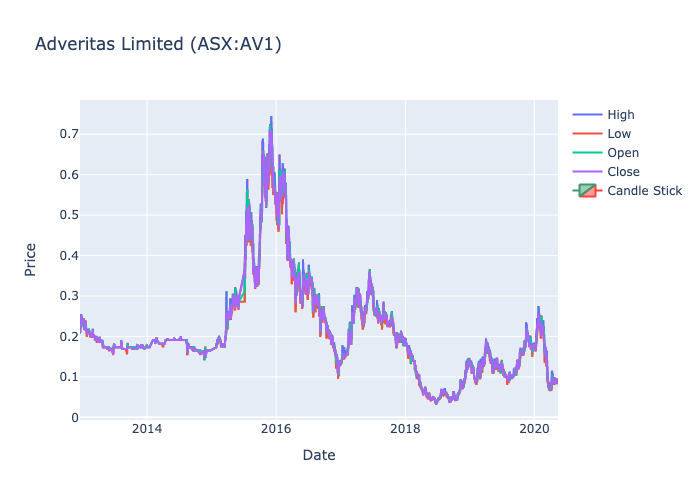 Adveritas Limited (ASX:AV1)
High
Low
Open
Close
Candle Stick
Price
0.7
0.6
0.5
0.4
0.3
0.2
0.1
0
2014
2016
2018
2020
Date